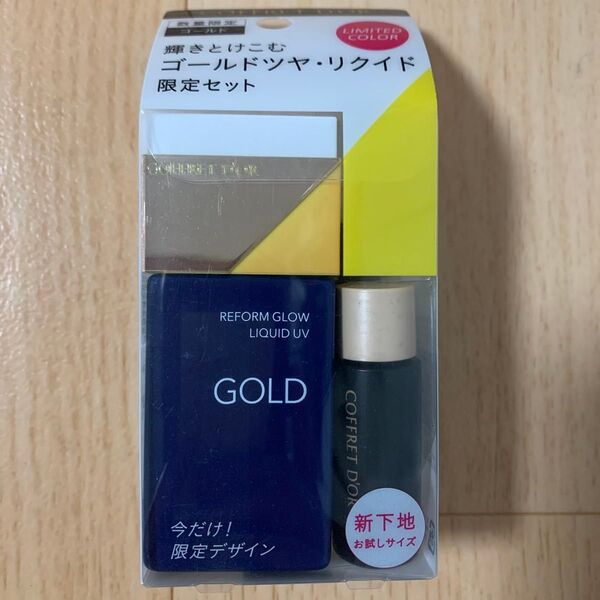 COFFRET D'OR
数量限定
ゴールド
LIMITED
COLOR
輝きとけこむ
ゴールドツヤ・リクイド
限定セット
COFFRET D'OR
REFORM GLOW
LIQUID UV
GOLD
今だけ!
限定デザイン
COFFRET D'OR
新下地
お試しサイズ